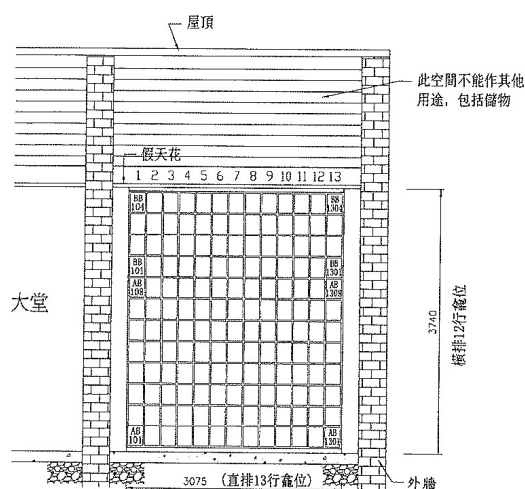 屋頂
此空間不能作其他
用途，包括儲物
假天花
1 2 3 4 5 6 7 8 9 10 11 12 13
BB
104
BB
1304
BB
101
BB
1301
AB
108
AB
1308
大堂
3740
橫排12行龕位
AB
101
AB
1301
3075 (直排13行龕位)
外牆